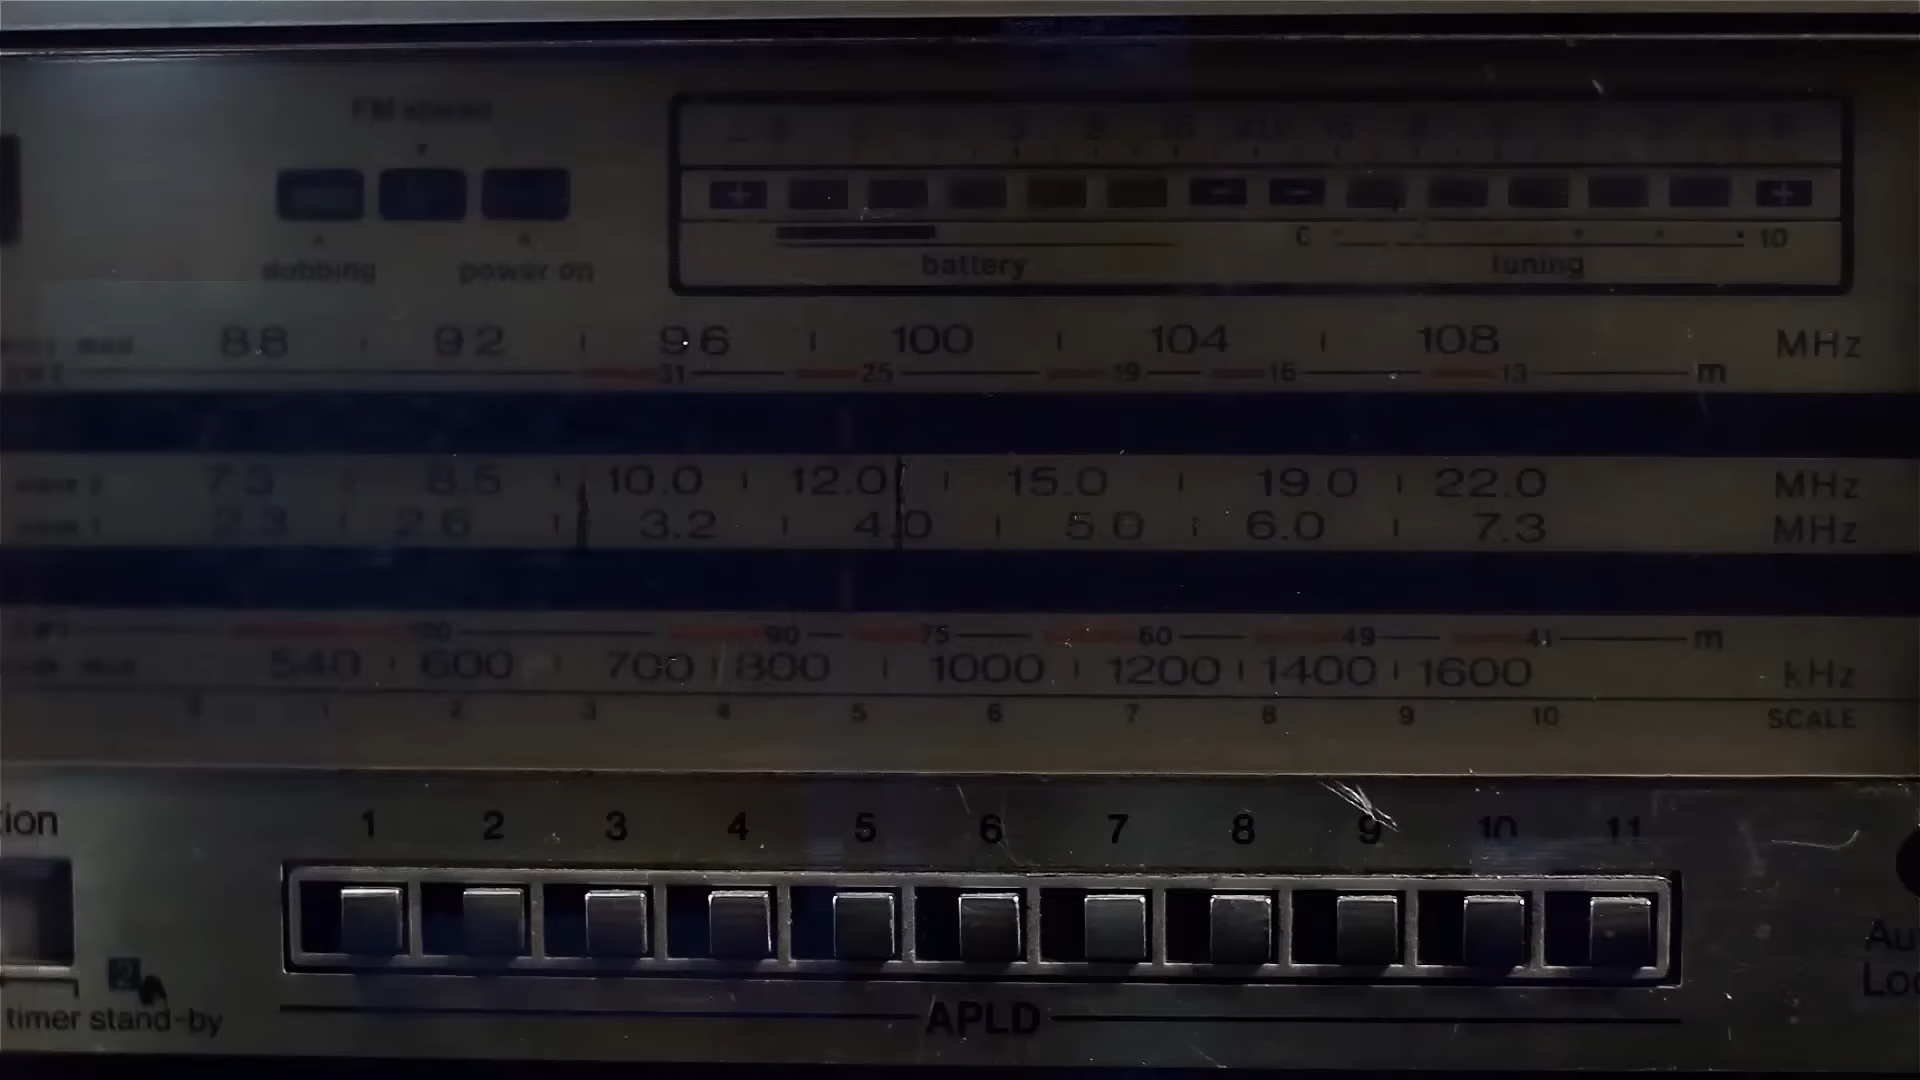 FM stereo
dubbing power on
battery 0 10
tuning
88 92 96 100 104 108 MHz
31 25 19 16 13 m
7.3 8.5 10.0 12.0 15.0 19.0 22.0 MHz
2.3 2.6 3.2 4.0 5.0 6.0 7.3 MHz
90 75 60 49 41 m
540 600 700 800 1000 1200 1400 1600 kHz
1 2 3 4 5 6 7 8 9 10 SCALE
1 2 3 4 5 6 7 8 9 10 11
timer stand-by
APLD